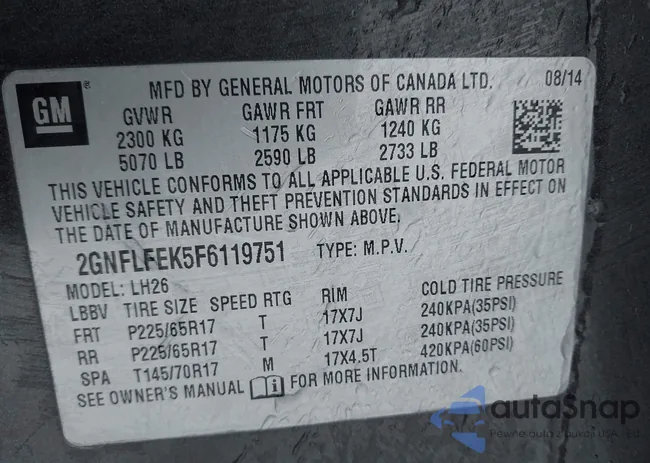 GM
MFD BY GENERAL MOTORS OF CANADA LTD. 08/14
GVWR GAWR FRT GAWR RR
2300 KG 1175 KG 1240 KG
5070 LB 2590 LB 2733 LB
THIS VEHICLE CONFORMS TO ALL APPLICABLE U.S. FEDERAL MOTOR
VEHICLE SAFETY AND THEFT PREVENTION STANDARDS IN EFFECT ON
THE DATE OF MANUFACTURE SHOWN ABOVE.
2GNFLFEK5F6119751 TYPE: M.P.V.
MODEL: LH26
LBBV TIRE SIZE SPEED RTG RIM COLD TIRE PRESSURE
FRT P225/65R17 T 17X7J 240KPA(35PSI)
RR P225/65R17 T 17X7J 240KPA(35PSI)
SPA T145/70R17 M 17X4.5T 420KPA(60PSI)
SEE OWNER'S MANUAL FOR MORE INFORMATION.
autoSnap
Pewne auta z aukcji USA